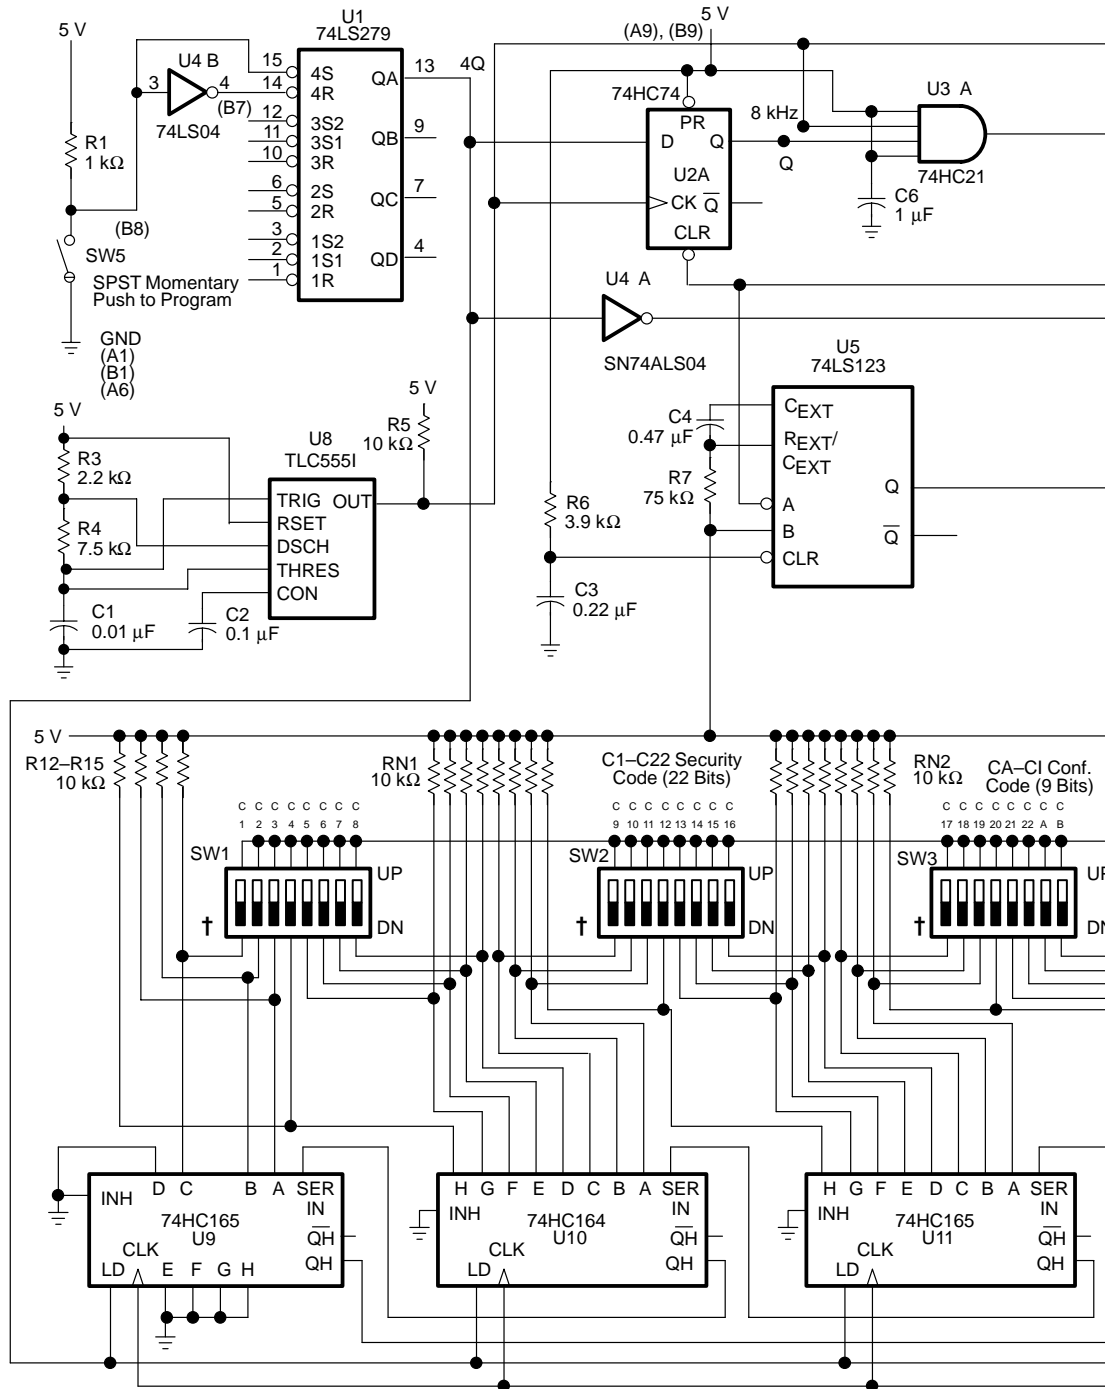 5 V
U1
74LS279
U4 B
3
4
(B7)
74LS04
15
14
12
11
10
6
5
3
2
1
4S
4R
3S2
3S1
3R
2S
2R
1S2
1S1
1R
QA
QB
QC
QD
13
9
7
4
4Q
R1
1 kΩ
(B8)
SW5
SPST Momentary
Push to Program
GND
(A1)
(B1)
(A6)
5 V
(A9), (B9)
74HC74
PR
D
Q
U2A
CK
Q
CLR
8 kHz
Q
U3 A
74HC21
C6
1 μF
U4 A
SN74ALS04
U5
74LS123
CEXT
REXT/
CEXT
A
B
CLR
Q
Q
C4
0.47 μF
R7
75 kΩ
R6
3.9 kΩ
C3
0.22 μF
5 V
R3
2.2 kΩ
R4
7.5 kΩ
C1
0.01 μF
C2
0.1 μF
R5
10 kΩ
5 V
U8
TLC555I
TRIG
OUT
RSET
DSCH
THRES
CON
5 V
R12–R15
10 kΩ
RN1
10 kΩ
C1–C22 Security
Code (22 Bits)
RN2
10 kΩ
CA–CI Conf.
Code (9 Bits)
C C C C C C C C
1 2 3 4 5 6 7 8
C C C C C C C C
9 10 11 12 13 14 15 16
C C C C C C C C
17 18 19 20 21 22 A B
SW1
UP
DN
†
SW2
UP
DN
†
SW3
UP
DN
†
D C B A SER
IN
INH
74HC165
U9
QH
QH
CLK
LD
E F G H
H G F E D C B A SER
IN
INH
74HC164
U10
QH
QH
CLK
LD
H G F E D C B A SER
IN
INH
74HC165
U11
QH
QH
CLK
LD